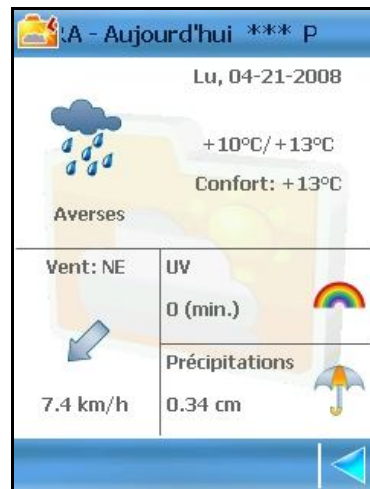 RA - Aujourd'hui *** P
Lu, 04-21-2008
+10°C/+13°C
Confort: +13°C
Averses
Vent: NE
7.4 km/h
UV
0 (min.)
Précipitations
0.34 cm